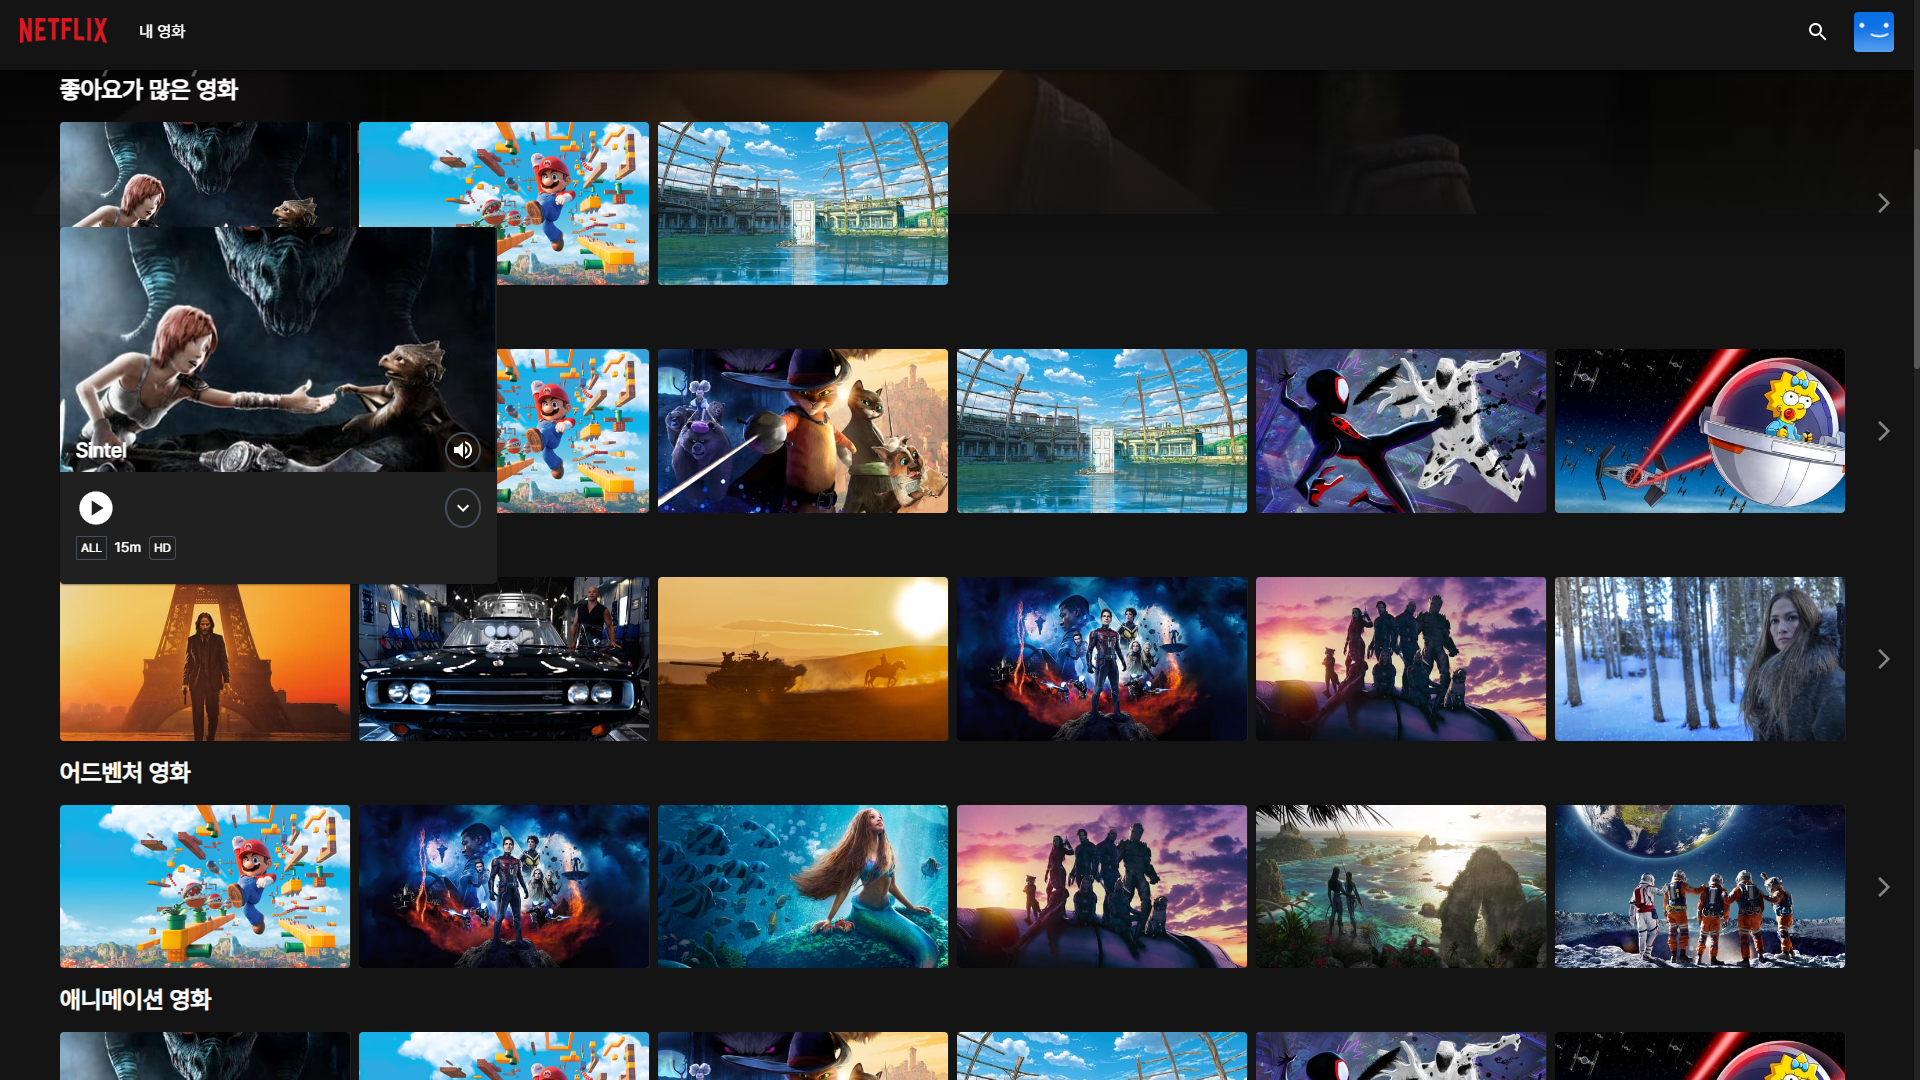 NETFLIX
내 영화
좋아요가 많은 영화
Sintel
ALL 15m HD
어드벤처 영화
애니메이션 영화